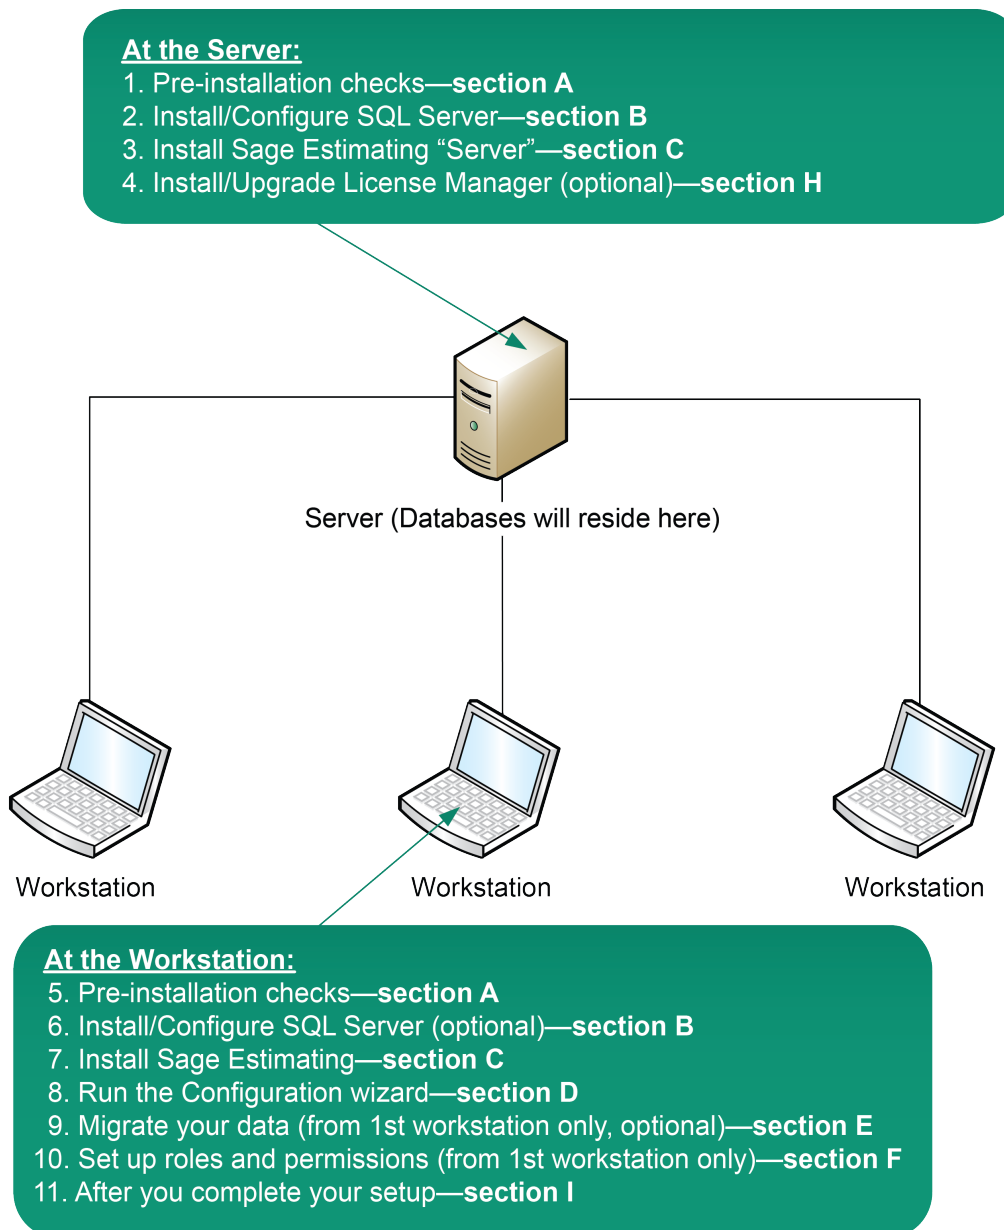 At the Server:
1. Pre-installation checks—section A
2. Install/Configure SQL Server—section B
3. Install Sage Estimating “Server”—section C
4. Install/Upgrade License Manager (optional)—section H
Server (Databases will reside here)
Workstation
Workstation
Workstation
At the Workstation:
5. Pre-installation checks—section A
6. Install/Configure SQL Server (optional)—section B
7. Install Sage Estimating—section C
8. Run the Configuration wizard—section D
9. Migrate your data (from 1st workstation only, optional)—section E
10. Set up roles and permissions (from 1st workstation only)—section F
11. After you complete your setup—section I